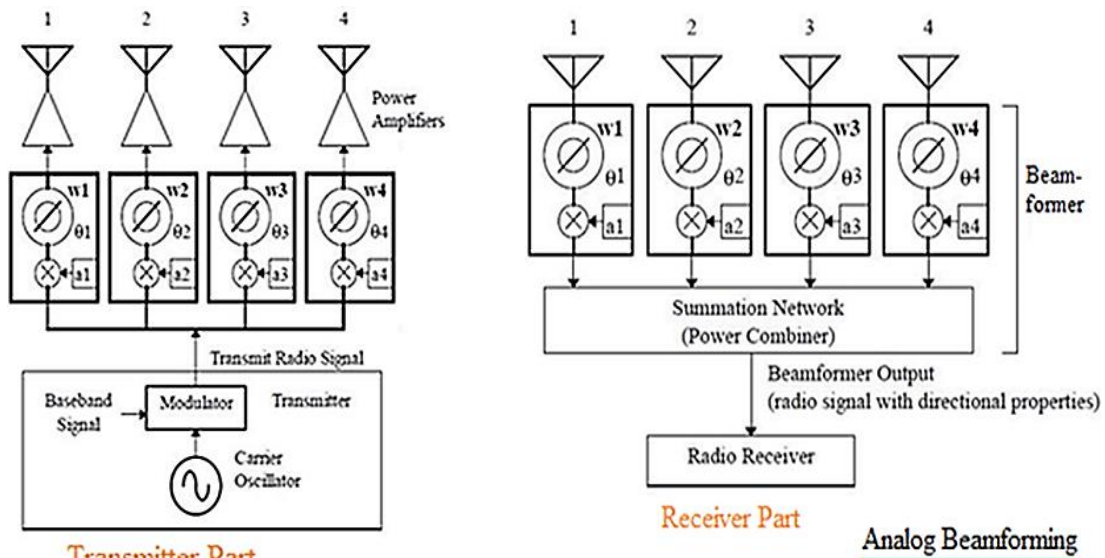 1 2 3 4
Power
Amplifiers
w1 w2 w3 w4
θ1 θ2 θ3 θ4
a1 a2 a3 a4
Transmit Radio Signal
Baseband
Signal
Modulator
Transmitter
Carrier
Oscillator
Transmitter Part
1 2 3 4
w1 w2 w3 w4
θ1 θ2 θ3 θ4
a1 a2 a3 a4
Beam-
former
Summation Network
(Power Combiner)
Beamformer Output
(radio signal with directional properties)
Radio Receiver
Receiver Part
Analog Beamforming